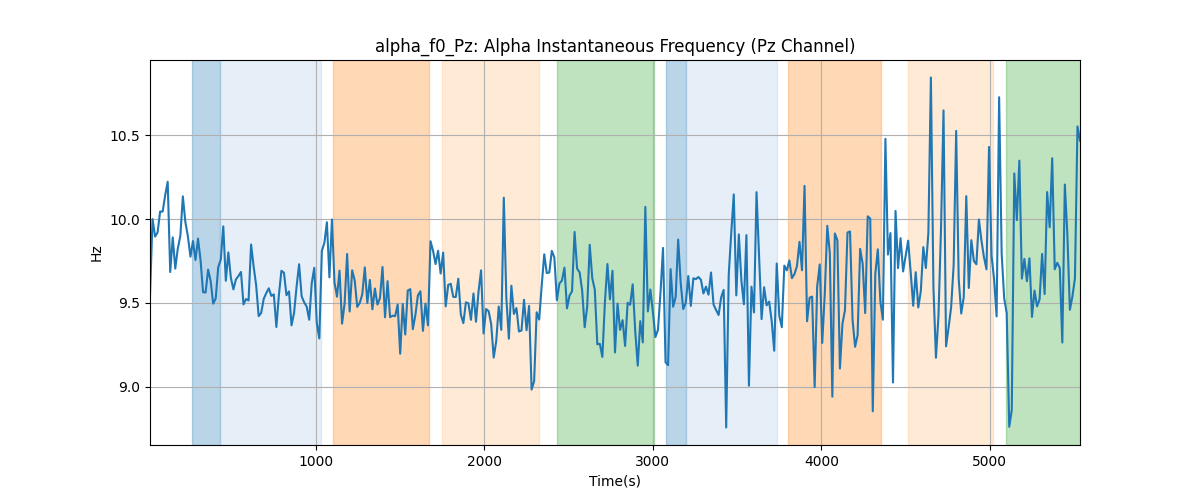 alpha_f0_Pz: Alpha Instantaneous Frequency (Pz Channel)
Hz
10.5
10.0
9.5
9.0
1000 2000 3000 4000 5000
Time(s)